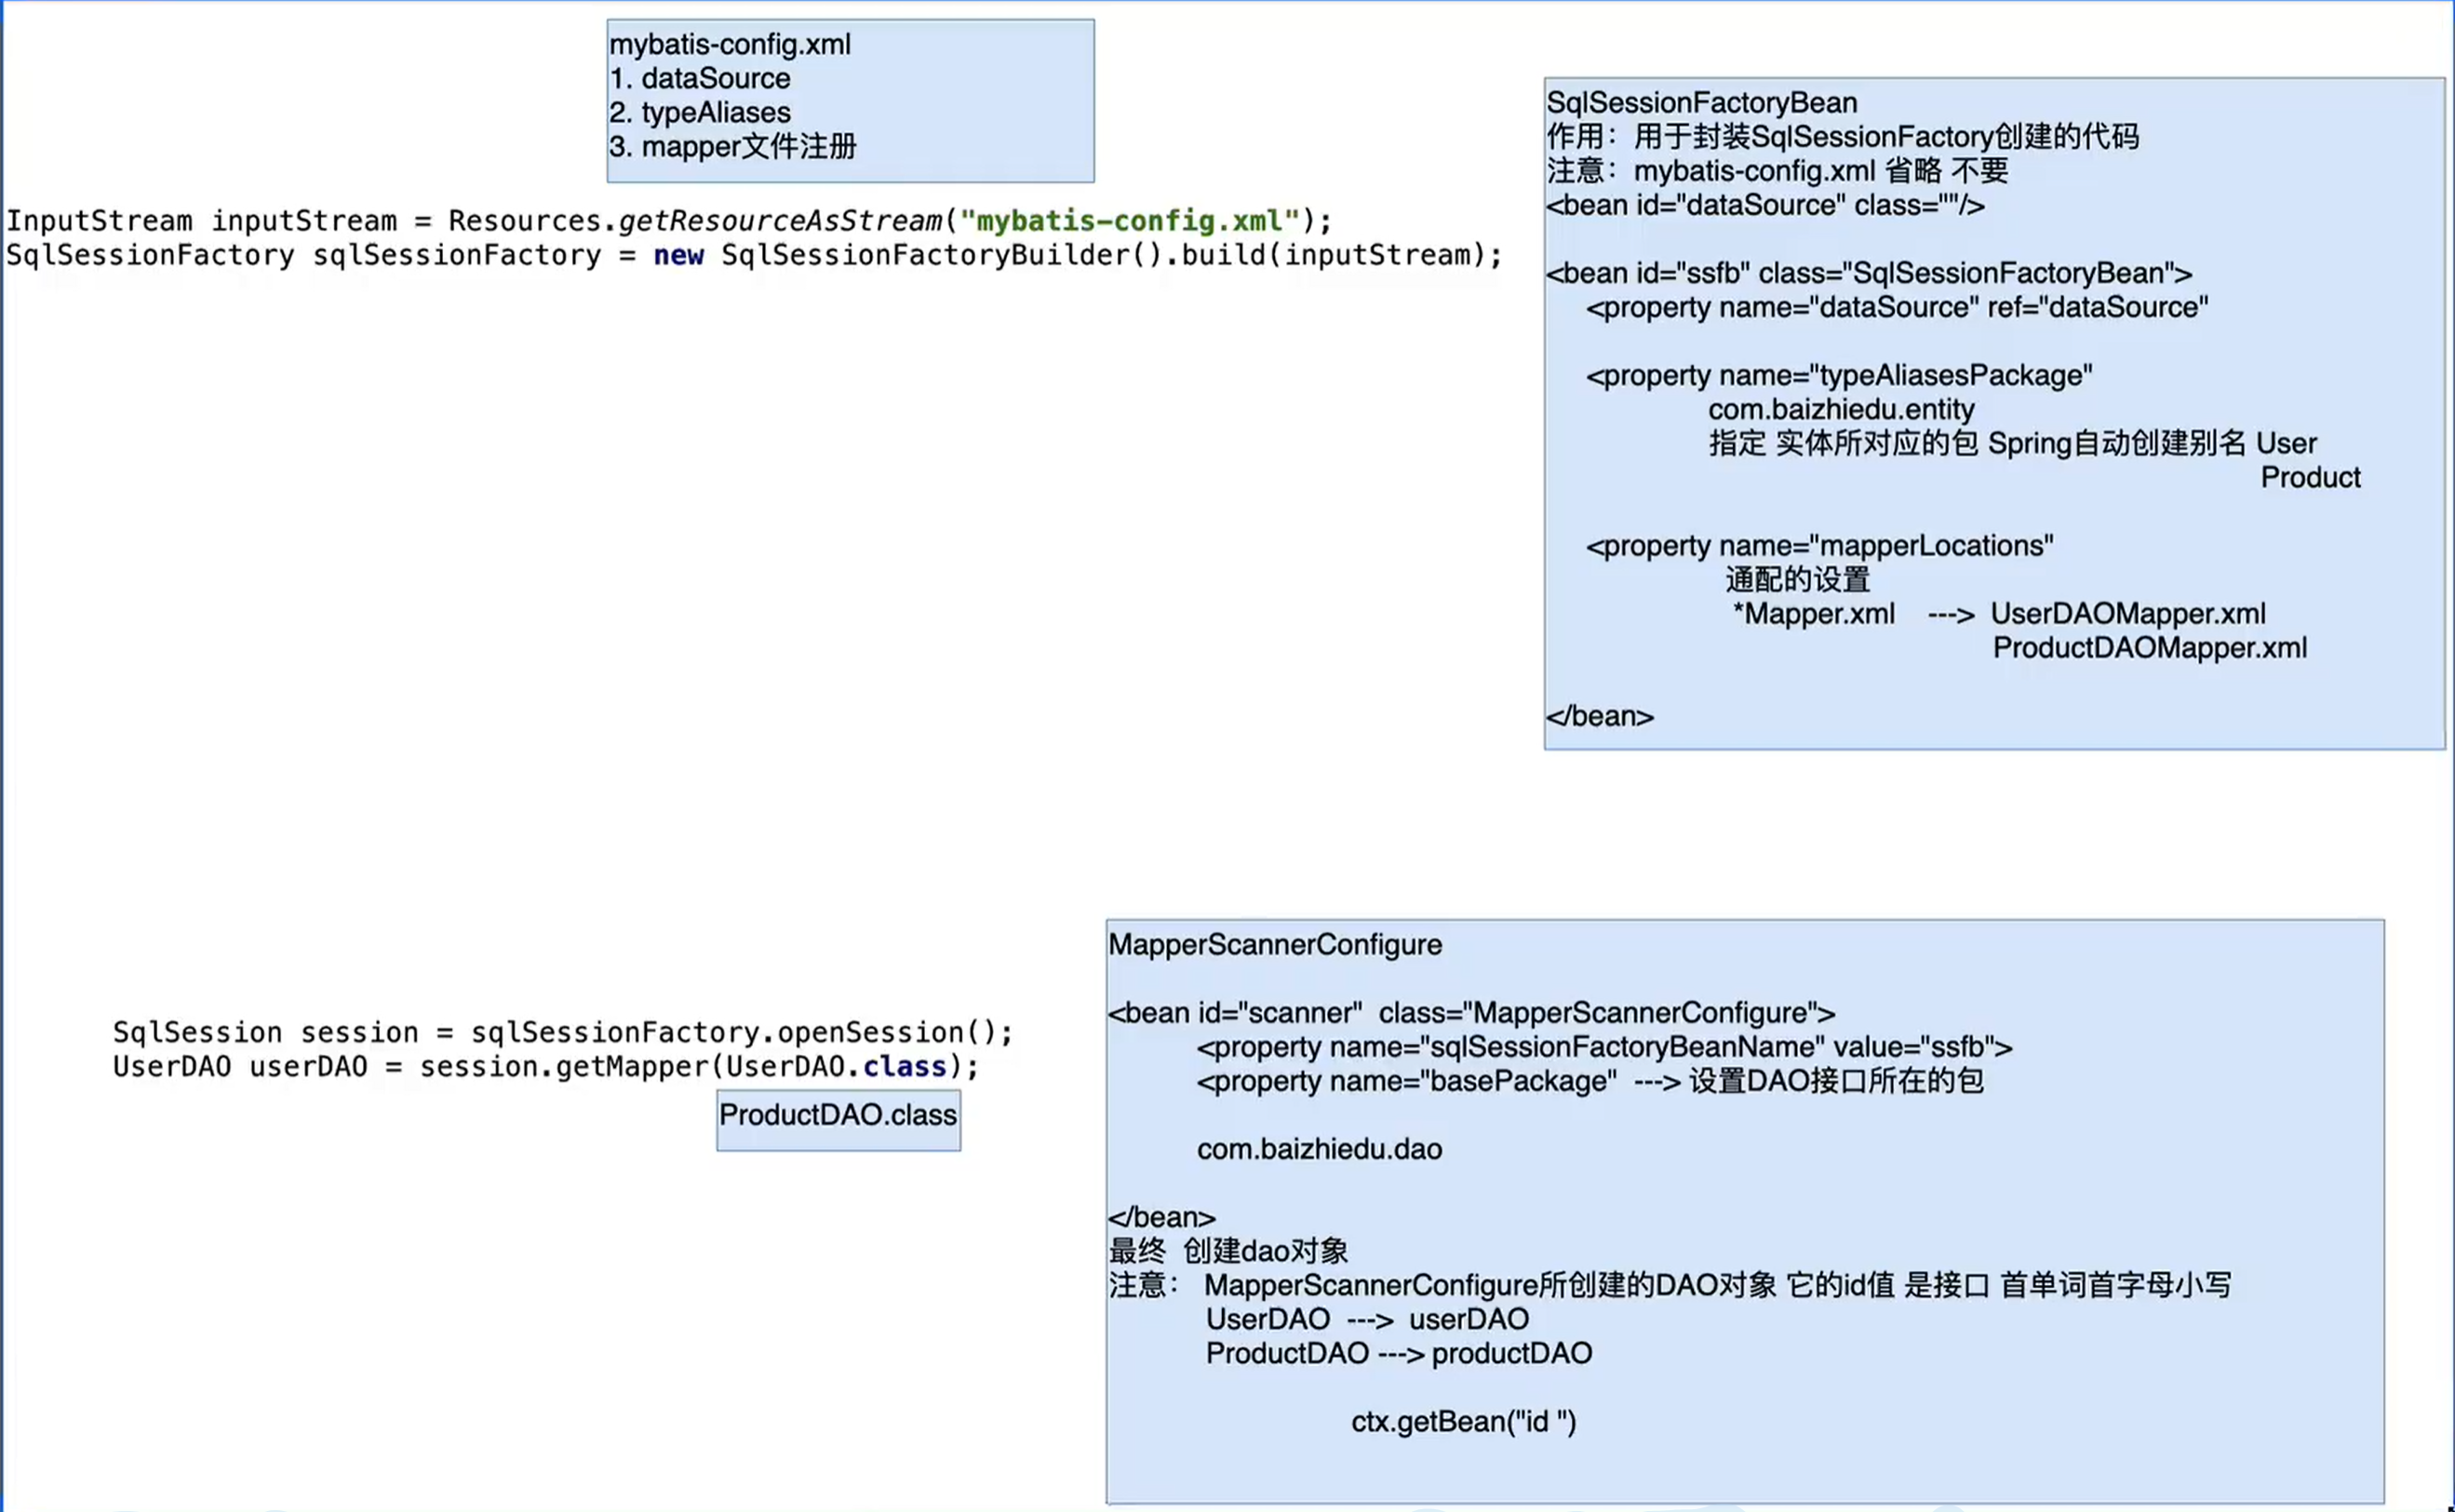 mybatis-config.xml
1. dataSource
2. typeAliases
3. mapper文件注册
InputStream inputStream = Resources.getResourceAsStream("mybatis-config.xml");
SqlSessionFactory sqlSessionFactory = new SqlSessionFactoryBuilder().build(inputStream);
SqlSessionFactoryBean
作用：用于封装SqlSessionFactory创建的代码
注意：mybatis-config.xml 省略 不要
<bean id="dataSource" class=""/>
<bean id="ssfb" class="SqlSessionFactoryBean">
<property name="dataSource" ref="dataSource"
<property name="typeAliasesPackage"
com.baizhiedu.entity
指定 实体所对应的包 Spring自动创建别名 User
Product
<property name="mapperLocations"
通配的设置
*Mapper.xml ---> UserDAOMapper.xml
ProductDAOMapper.xml
</bean>
SqlSession session = sqlSessionFactory.openSession();
UserDAO userDAO = session.getMapper(UserDAO.class);
ProductDAO.class
MapperScannerConfigure
<bean id="scanner" class="MapperScannerConfigure">
<property name="sqlSessionFactoryBeanName" value="ssfb">
<property name="basePackage" ---> 设置DAO接口所在的包
com.baizhiedu.dao
</bean>
最终 创建dao对象
注意： MapperScannerConfigure所创建的DAO对象 它的id值 是接口 首单词首字母小写
UserDAO ---> userDAO
ProductDAO ---> productDAO
ctx.getBean("id ")